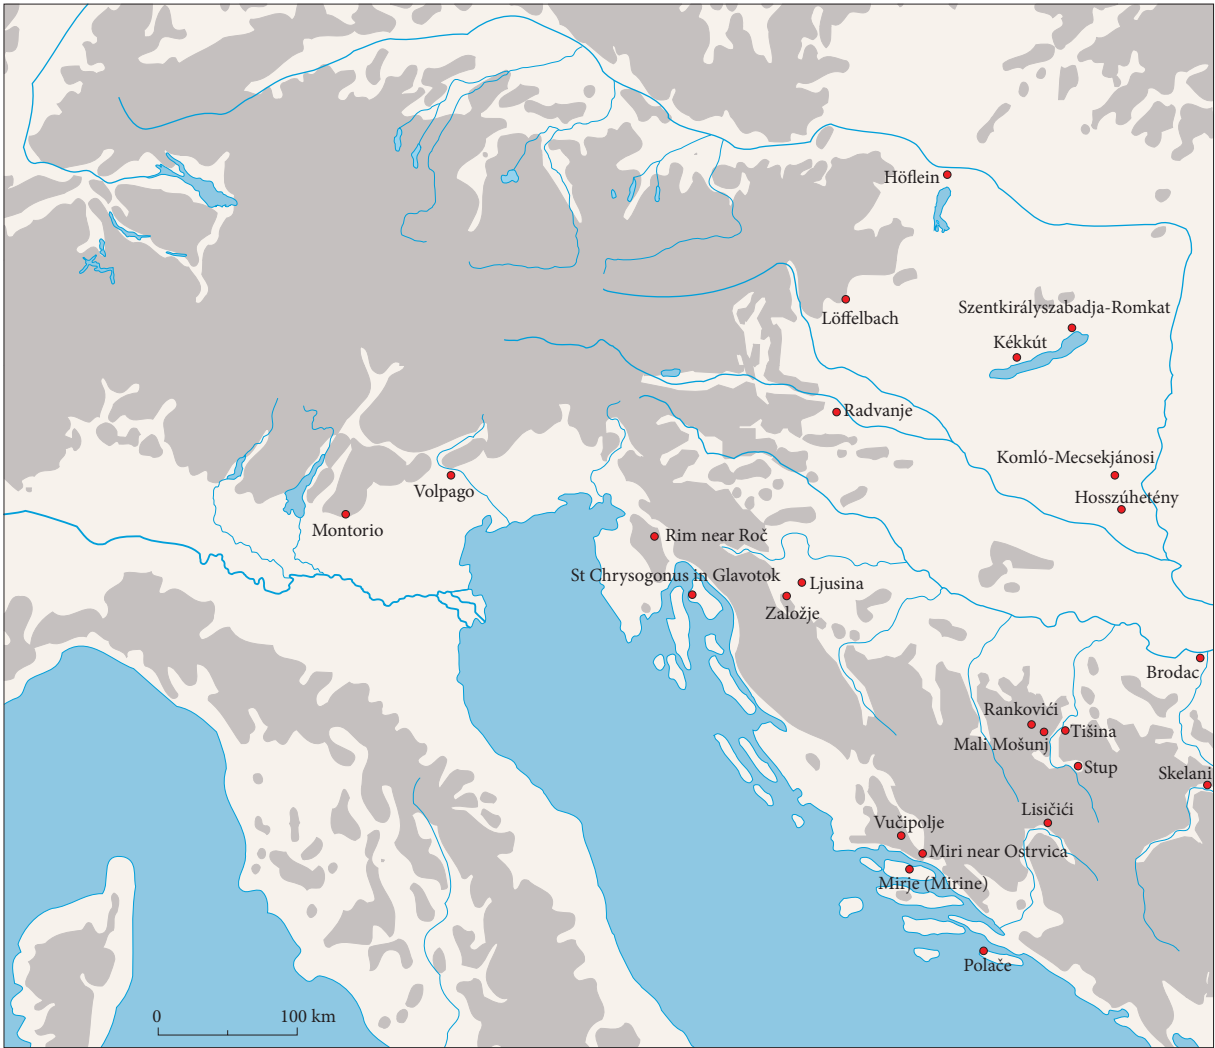 Höflein
Szentkirályszabadja-Romkat
Löffelbach
Kékkút
Radvanje
Komló-Mecsekjánosi
Volpago
Hosszúhetény
Montorio
Rim near Roč
St Chrysogonus in Glavotok
Ljusina
Založje
Brodac
Rankovići
Tišina
Mali Mošunj
Stup
Skelani
Lisičići
Vučipolje
Miri near Ostrvica
Mirje (Mirine)
Polače
0 100 km